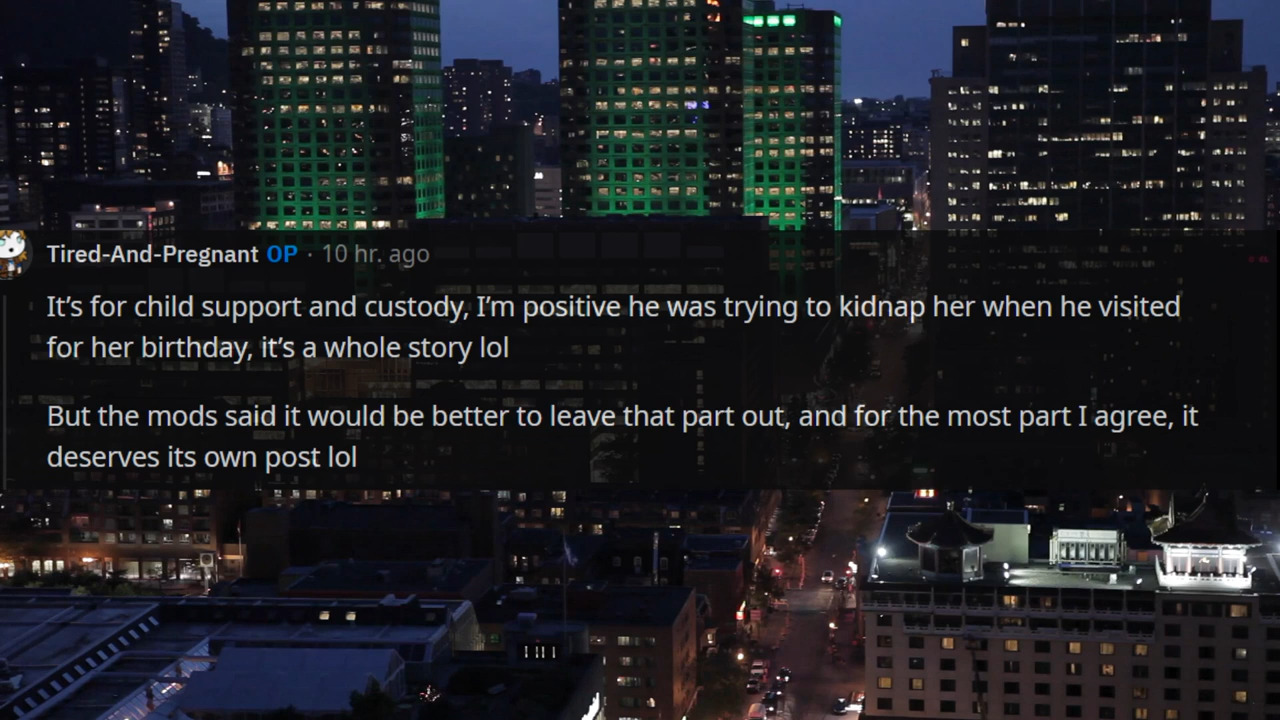 Tired-And-Pregnant OP · 10 hr. ago
It's for child support and custody, I'm positive he was trying to kidnap her when he visited
for her birthday, it's a whole story lol
But the mods said it would be better to leave that part out, and for the most part I agree, it
deserves its own post lol